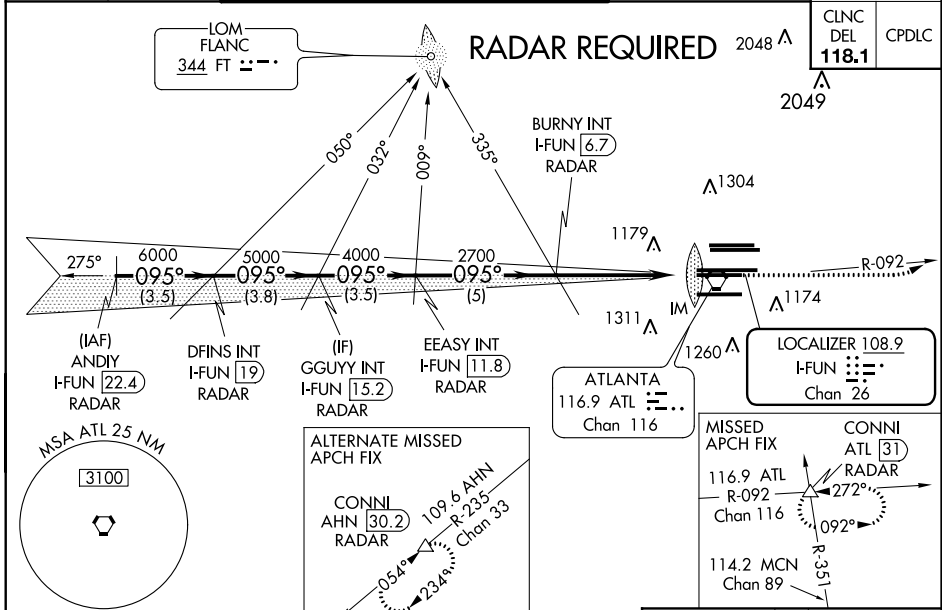 LOM
FLANC
344 FT
RADAR REQUIRED
2048
CLNC
DEL
118.1
CPDLC
2049
BURNY INT
I-FUN 6.7
RADAR
050°
032°
009°
335°
1304
1179
275°
6000
095°
(3.5)
5000
095°
(3.8)
4000
095°
(3.5)
2700
095°
(5)
R-092
IM
1174
1311
1260
(IAF)
ANDIY
I-FUN 22.4
RADAR
DFINS INT
I-FUN 19
RADAR
(IF)
GGUYY INT
I-FUN 15.2
RADAR
EEASY INT
I-FUN 11.8
RADAR
ATLANTA
116.9 ATL
Chan 116
LOCALIZER 108.9
I-FUN
Chan 26
MSA ATL 25 NM
3100
ALTERNATE MISSED
APCH FIX
CONNI
AHN 30.2
RADAR
109.6 AHN
R-235
Chan 33
054°
234°
MISSED
APCH FIX
CONNI
ATL 31
RADAR
116.9 ATL
R-092
Chan 116
272°
092°
R-351
114.2 MCN
Chan 89